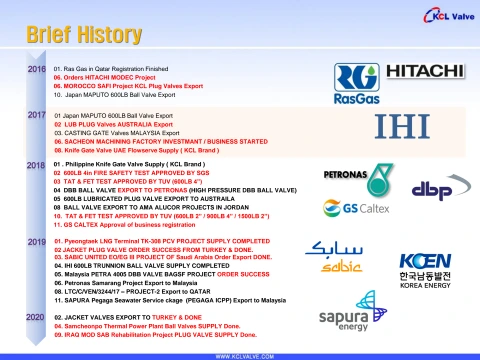 KCL Valve
Brief History
2016
01. Ras Gas in Qatar Registration Finished
06. Orders HITACHI MODEC Project
06. MOROCCO SAFI Project KCL Plug Valves Export
10. Japan MAPUTO 600LB Ball Valve Export
RG
RasGas
HITACHI
2017
01 Japan MAPUTO 600LB Ball Valve Export
02 LUB PLUG Valves AUSTRALIA Export
03. CASTING GATE Valves MALAYSIA Export
06. SACHEON MACHINING FACTORY INVESTMANT / BUSINESS STARTED
08. Knife Gate Valve UAE Flowserve Supply ( KCL Brand )
IHI
2018
01 . Philippine Knife Gate Valve Supply ( KCL Brand )
02 600LB 4in FIRE SAFETY TEST APPROVED BY SGS
03 TAT & FET TEST APPROVED BY TUV (600LB 4")
04 DBB BALL VALVE EXPORT TO PETRONAS (HIGH PRESSURE DBB BALL VALVE)
05 600LB LUBRICATED PLUG VALVE EXPORT TO AUSTRAILA
08 BALL VALVE EXPORT TO AMA ALUCOR PROJECTS IN JORDAN
10. TAT & FET TEST APPROVED BY TUV (600LB 2" / 900LB 4" / 1500LB 2")
11. GS CALTEX Approval of business registration
PETRONAS
dbp
GS Caltex
2019
01. Pyeongtaek LNG Terminal TK-308 PCV PROJECT SUPPLY COMPLETED
02 JACKET PLUG VALVE ORDER SUCCESS FROM TURKEY & DONE.
03. SABIC UNITED EO/EG III PROJECT OF Saudi Arabia Order Export DONE.
04. IHI 600LB TRUNNION BALL VALVE SUPPLY COMPLETED
05. Malaysia PETRA 4005 DBB VALVE BAGSF PROJECT ORDER SUCCESS
06. Petronas Samarang Project Export to Malaysia
08. LTC/C/VEN/3244/17 – PROJECT-2 Export to QATAR
11. SAPURA Pegaga Seawater Service ckage (PEGAGA ICPP) Export to Malaysia
سابك
sabic
KOEN
한국남동발전
KOREA ENERGY
2020
02. JACKET VALVES EXPORT TO TURKEY & DONE
04. Samcheonpo Thermal Power Plant Ball Valves SUPPLY Done.
09. IRAQ MOD SAB Rehabilitation Project PLUG VALVE SUPPLY Done.
sapura
energy
WWW.KCLVALVE.COM